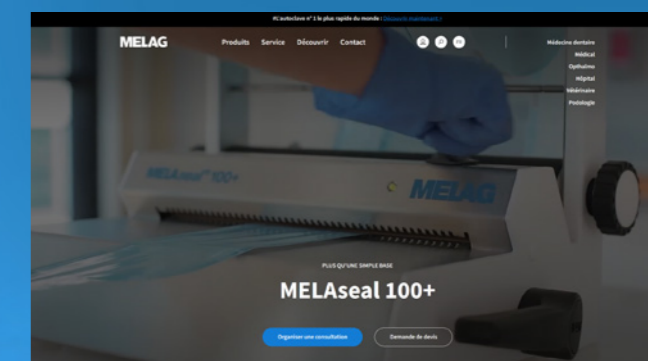 #L'autoclave n° 1 le plus rapide du monde : Découvrir maintenant >
MELAG
Produits Service Découvrir Contact
FR
Médecine dentaire
Médical
Opthalmo
Hôpital
Vétérinaire
Podologie
MELAseal® 100+
MELAG
PLUS QU'UNE SIMPLE BASE
MELAseal 100+
Organiser une consultation
Demande de devis